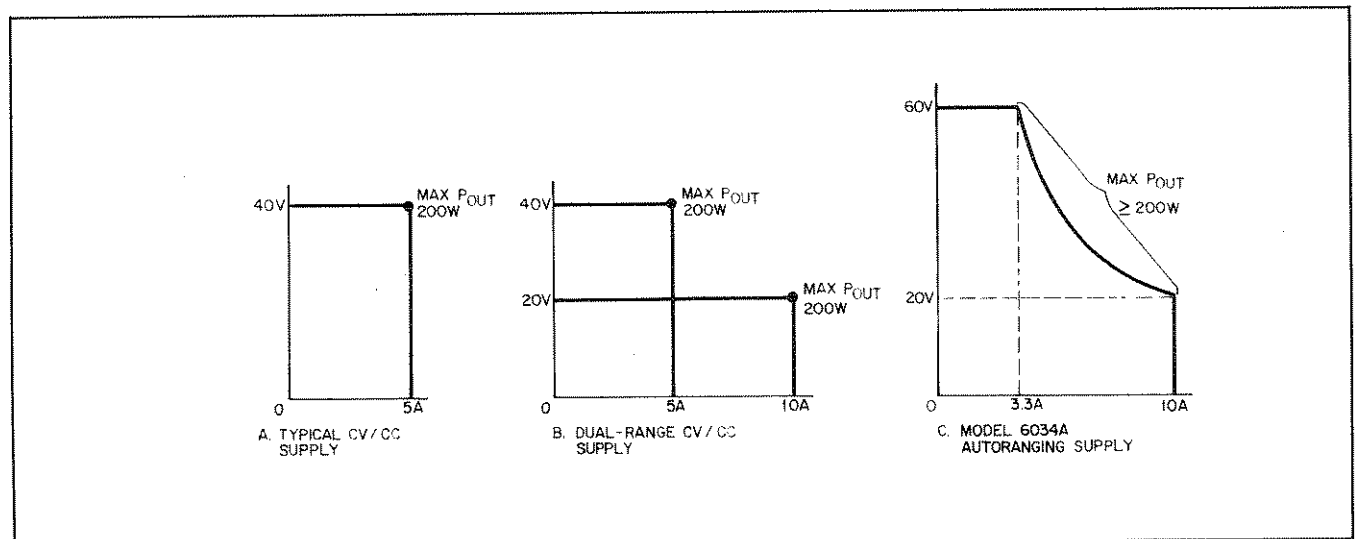 40V
MAX POUT
200W
0
5A
A. TYPICAL CV/CC
SUPPLY
40V
MAX POUT
200W
20V
MAX POUT
200W
0
5A
10A
B. DUAL-RANGE CV/CC
SUPPLY
60V
MAX POUT
≥ 200W
20V
0
3.3A
10A
C. MODEL 6034A
AUTORANGING SUPPLY